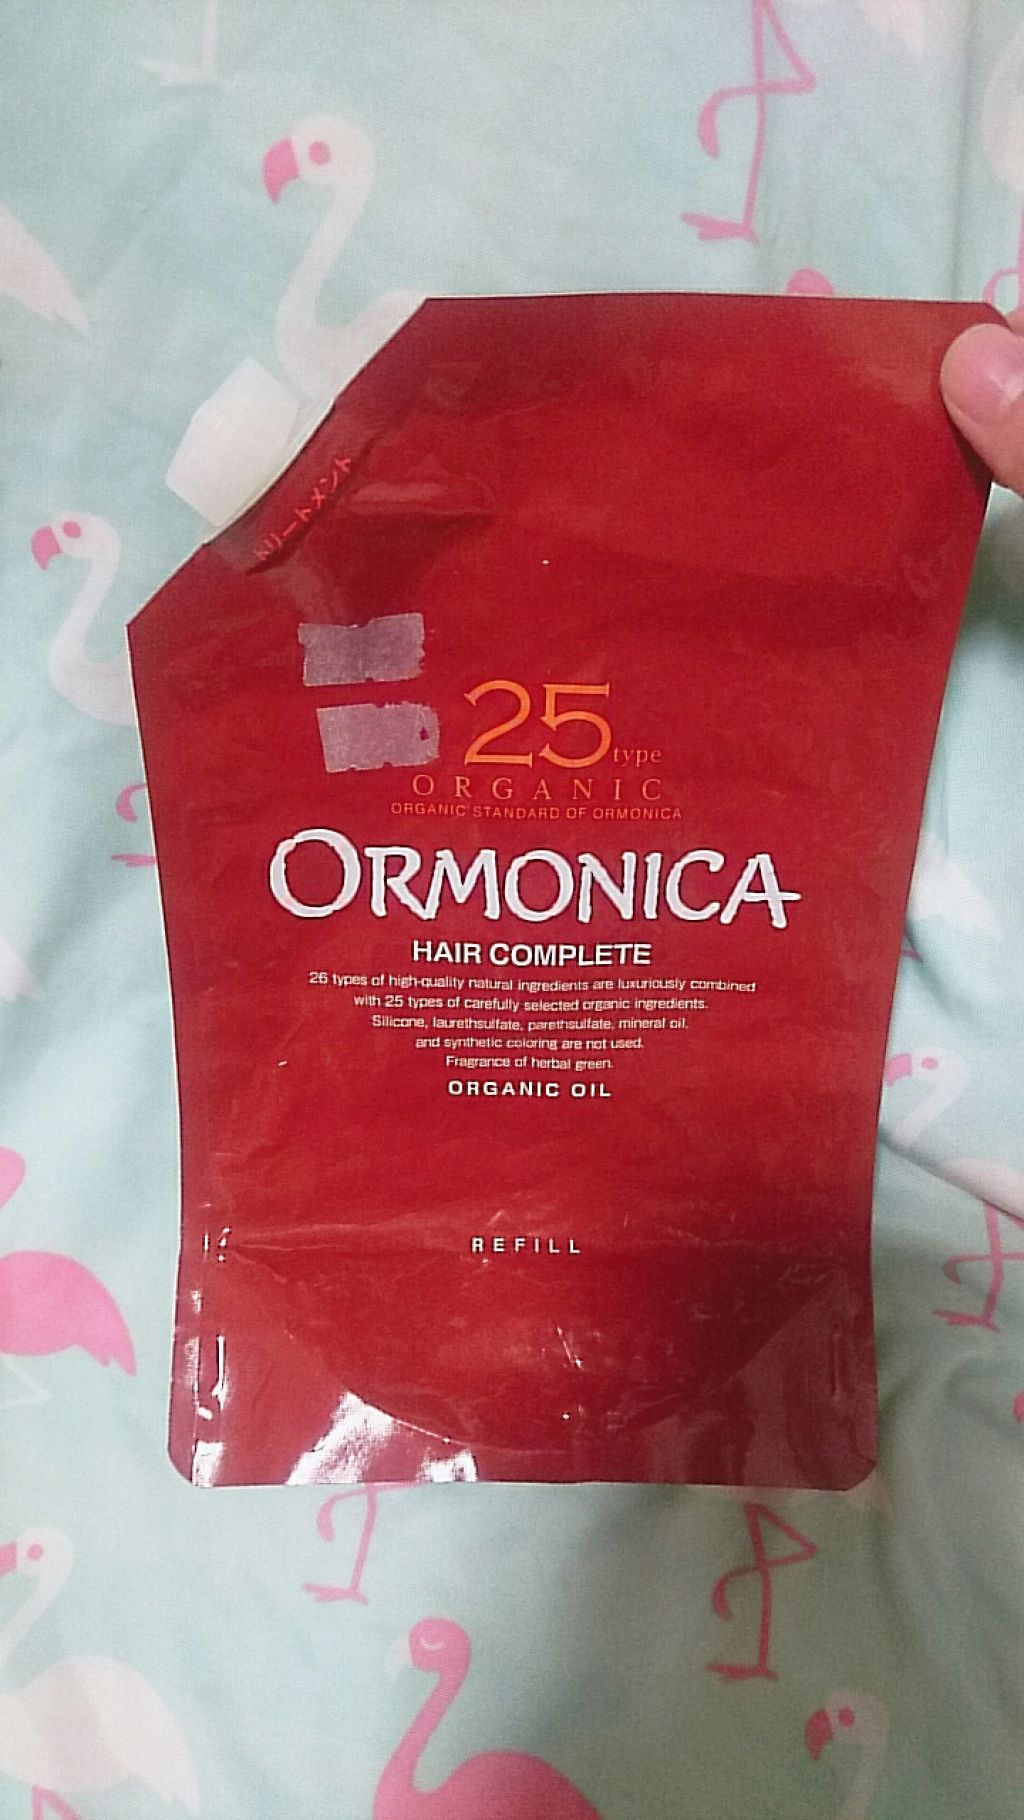 トリートメント
25 type
ORGANIC
ORGANIC STANDARD OF ORMONICA
ORMONICA
HAIR COMPLETE
26 types of high-quality natural ingredients are luxuriously combined
with 25 types of carefully selected organic ingredients.
Silicone, laurethsulfate, parethsulfate, mineral oil,
and synthetic coloring are not used.
Fragrance of herbal green.
ORGANIC OIL
REFILL